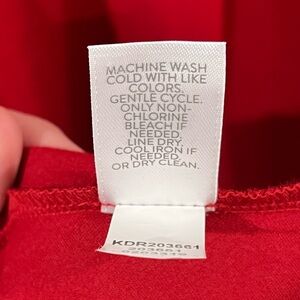 MACHINE WASH
COLD WITH LIKE
COLORS.
GENTLE CYCLE.
ONLY NON-
CHLORINE
BLEACH IF
NEEDED.
LINE DRY.
COOL IRON IF
NEEDED.
OR DRY CLEAN.
KDR203661
203661